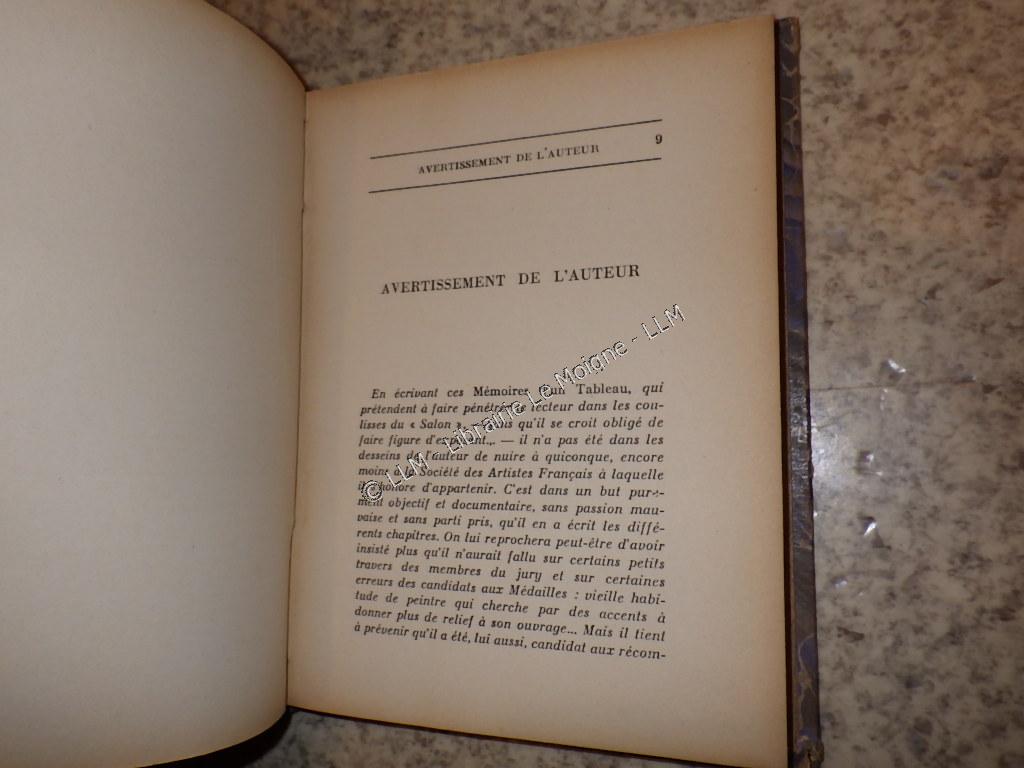 AVERTISSEMENT DE L'AUTEUR 9
AVERTISSEMENT DE L'AUTEUR
En écrivant ces Mémoires d'un Tableau, qui
prétendent à faire pénétrer le lecteur dans les cou-
lisses du « Salon »
qu'il se croit obligé de
faire figure d'exposant... — il n'a pas été dans les
desseins de l'auteur de nuire à quiconque, encore
moins à la Société des Artistes Français à laquelle
il s'honore d'appartenir. C'est dans un but pure-
ment objectif et documentaire, sans passion mau-
vaise et sans parti pris, qu'il en a écrit les diffé-
rents chapitres. On lui reprochera peut-être d'avoir
insisté plus qu'il n'aurait fallu sur certains petits
travers des membres du jury et sur certaines
erreurs des candidats aux Médailles : vieille habi-
tude de peintre qui cherche par des accents à
donner plus de relief à son ouvrage... Mais il tient
à prévenir qu'il a été, lui aussi, candidat aux récom-
© LLM - Librairie Le Moigne - LLM